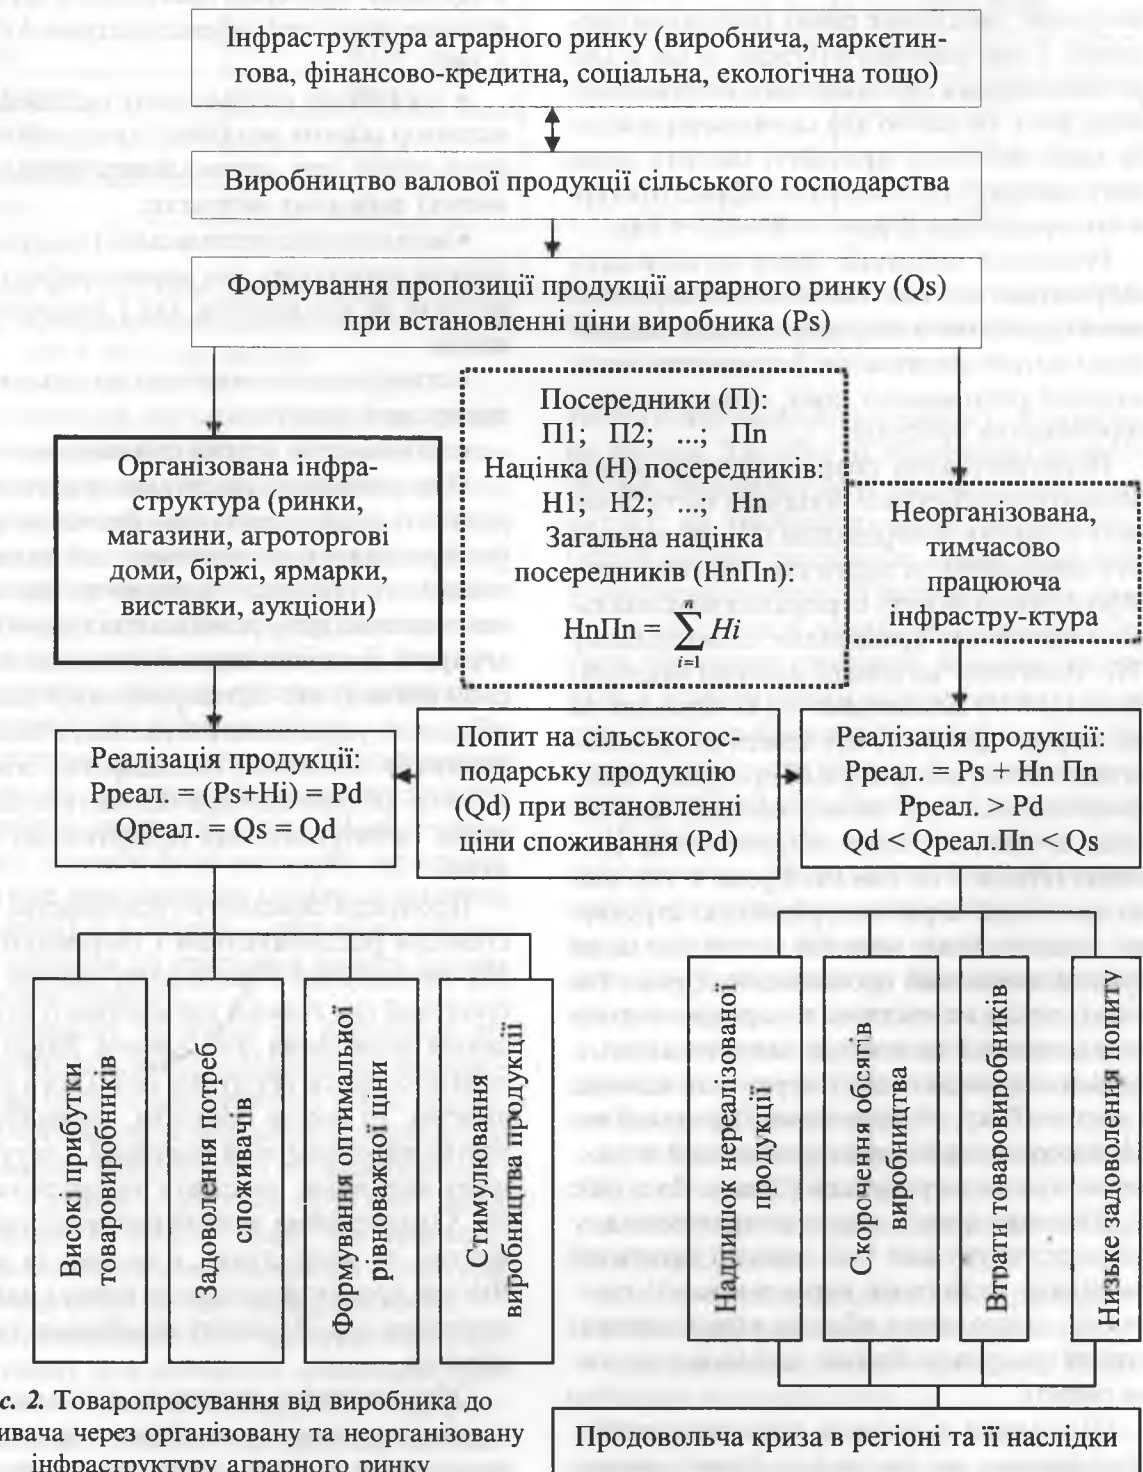 Інфраструктура аграрного ринку (виробнича, маркетин-
гова, фінансово-кредитна, соціальна, екологічна тощо)
Виробництво валової продукції сільського господарства
Формування пропозиції продукції аграрного ринку (Qs)
при встановленні ціни виробника (Ps)
Організована інфра-
структура (ринки,
магазини, агроторгові
доми, біржі, ярмарки,
виставки, аукціони)
Посередники (П):
П1; П2; ...; Пn
Націнка (Н) посередників:
Н1; Н2; ...; Нn
Загальна націнка
посередників (НnПn):
НnПn = \sum_{i=1}^{n} Hi
Неорганізована,
тимчасово
працююча
інфрастру-ктура
Реалізація продукції:
Рреал. = (Ps+Hi) = Pd
Qреал. = Qs = Qd
Попит на сільськогос-
подарську продукцію
(Qd) при встановленні
ціни споживання (Pd)
Реалізація продукції:
Рреал. = Ps + Нn Пn
Рреал. > Pd
Qd < Qреал.Пn < Qs
Високі прибутки
товаровиробників
Задоволення потреб
споживачів
Формування оптимальної
рівноважної ціни
Стимулювання
виробництва продукції
Надлишок нереалізованої
продукції
Скорочення обсягів
виробництва
Втрати товаровиробників
Низьке задоволення попиту
Продовольча криза в регіоні та її наслідки
с. 2. Товаропросування від виробника до
ивача через організовану та неорганізовану
інфраструктуру аграрного ринку